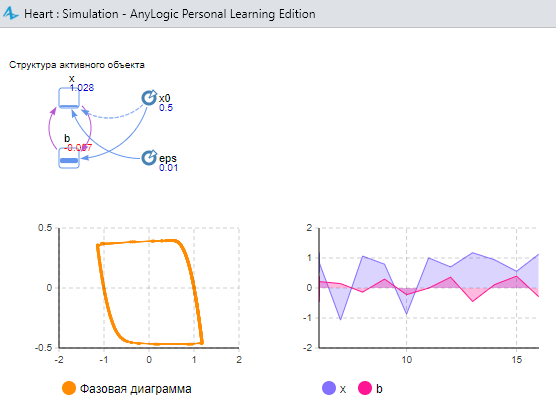 Heart : Simulation - AnyLogic Personal Learning Edition
Структура активного объекта
x
1.028
x0
0.5
b
-0.067
eps
0.01
0.5
0
-0.5
-2
-1
0
1
2
Фазовая диаграмма
2
1
0
-1
-2
10
15
x
b